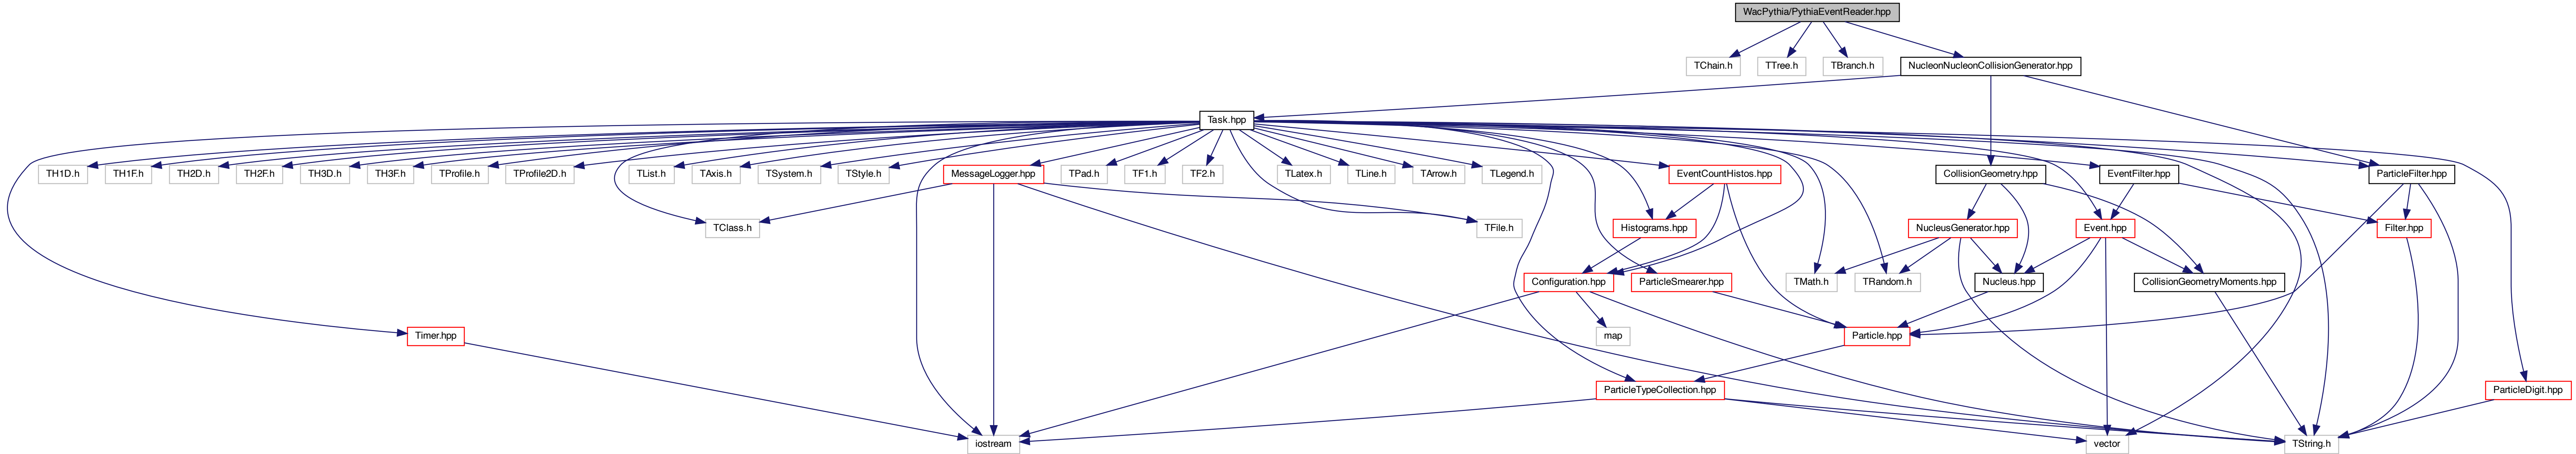 WacPythia/PythiaEventReader.hpp
TChain.h
TTree.h
TBranch.h
NucleonNucleonCollisionGenerator.hpp
Task.hpp
TH1D.h
TH1F.h
TH2D.h
TH2F.h
TH3D.h
TH3F.h
TProfile.h
TProfile2D.h
TList.h
TAxis.h
TSystem.h
TStyle.h
MessageLogger.hpp
TPad.h
TF1.h
TF2.h
TLatex.h
TLine.h
TArrow.h
TLegend.h
EventCountHistos.hpp
CollisionGeometry.hpp
EventFilter.hpp
ParticleFilter.hpp
TClass.h
TFile.h
Histograms.hpp
NucleusGenerator.hpp
Event.hpp
Filter.hpp
Configuration.hpp
ParticleSmearer.hpp
TMath.h
TRandom.h
Nucleus.hpp
CollisionGeometryMoments.hpp
Timer.hpp
map
Particle.hpp
ParticleTypeCollection.hpp
ParticleDigit.hpp
iostream
vector
TString.h